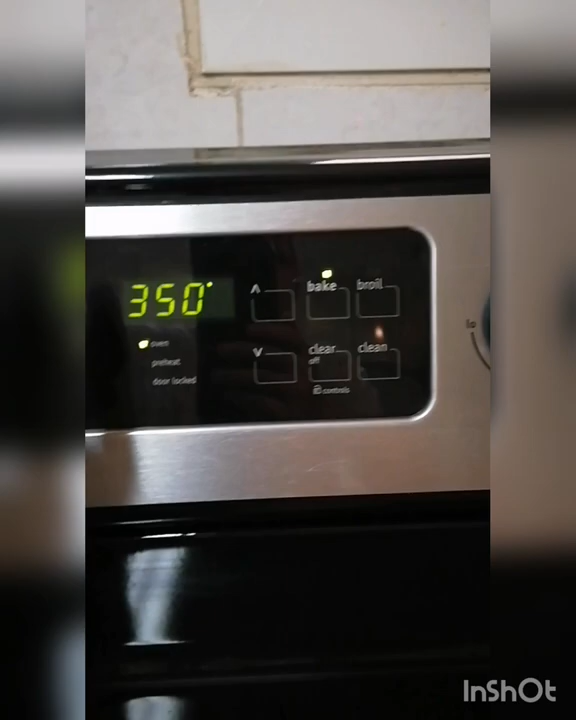 350°
bake broil
oven
preheat
door locked
clear
off
clean
controls
lo
InShOt